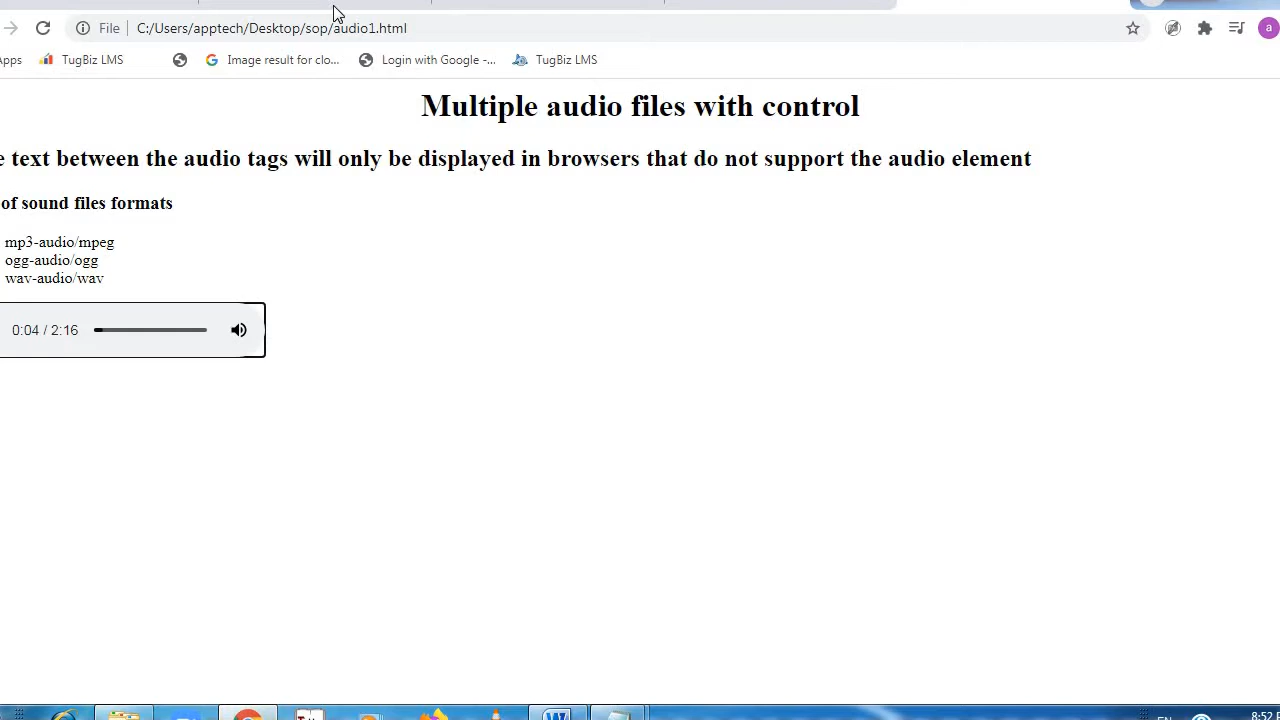 File C:/Users/apptech/Desktop/sop/audio1.html
a
TugBiz LMS Image result for clo... Login with Google -... TugBiz LMS
Multiple audio files with control
text between the audio tags will only be displayed in browsers that do not support the audio element
of sound files formats
mp3-audio/mpeg
ogg-audio/ogg
wav-audio/wav
0:04 / 2:16
8:52